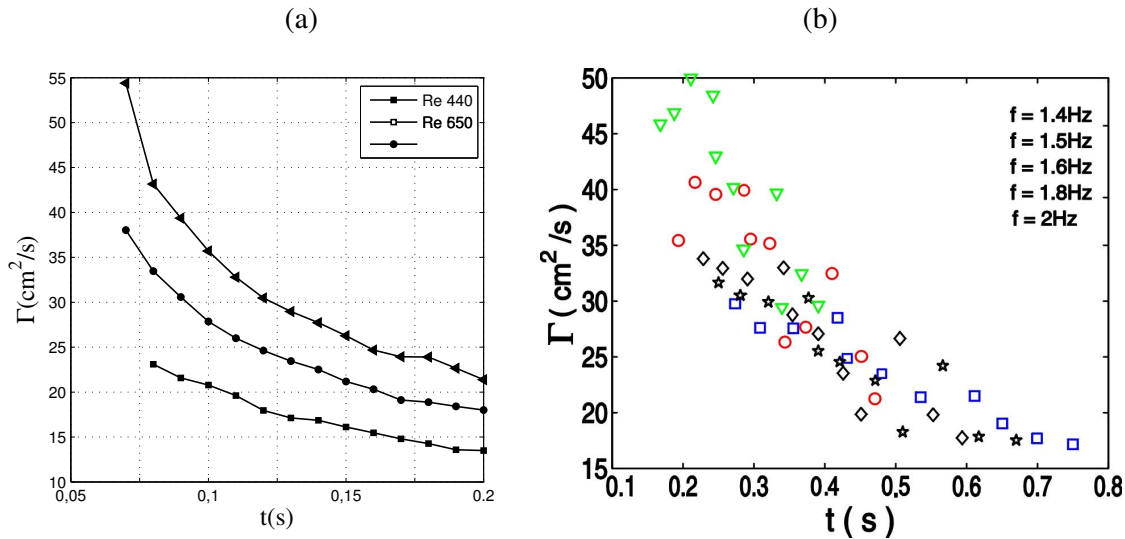 (a)
Γ(cm²/s)
55
50
45
40
35
30
25
20
15
10
0,05
0,1
0,15
0,2
t(s)
Re 440
Re 650
(b)
Γ (cm²/s)
50
45
40
35
30
25
20
15
0.1
0.2
0.3
0.4
0.5
0.6
0.7
0.8
t ( s )
f = 1.4Hz
f = 1.5Hz
f = 1.6Hz
f = 1.8Hz
f = 2Hz